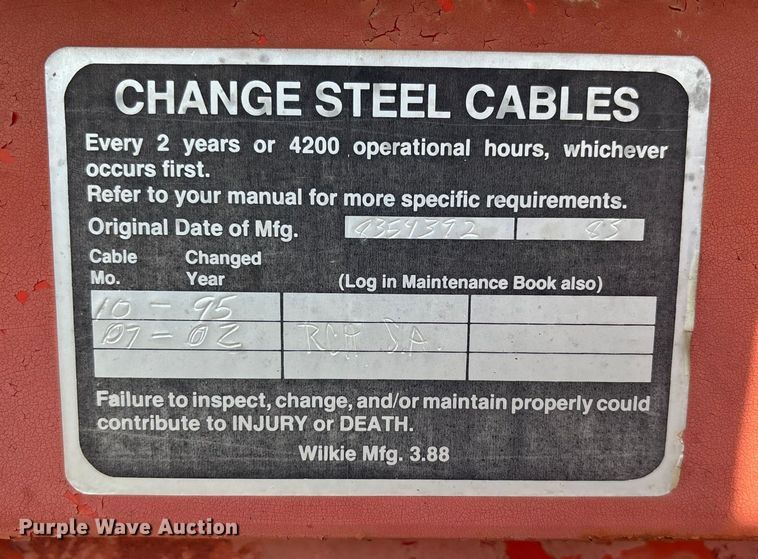 CHANGE STEEL CABLES
Every 2 years or 4200 operational hours, whichever
occurs first.
Refer to your manual for more specific requirements.
Original Date of Mfg. 8359392 83
Cable Changed
Mo. Year (Log in Maintenance Book also)
10 - 95
07 - 02 S.A.
Failure to inspect, change, and/or maintain properly could
contribute to INJURY or DEATH.
Wilkie Mfg. 3.88
Purple Wave Auction